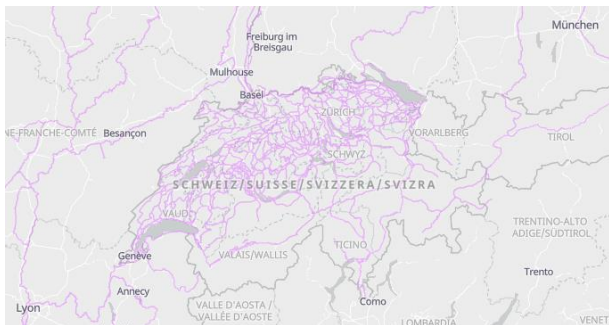 München
Freiburg im
Breisgau
Mulhouse
Basel
ZÜRICH
NE-FRANCHE-COMTÉ
Besançon
VORARLBERG
TIROL
SCHWYZ
SCHWEIZ/SUISSE/SVIZZERA/SVIZRA
VAUD
TRENTINO-ALTO
ADIGE/SÜDTIROL
Genève
VALAIS/WALLIS
TICINO
Trento
Annecy
Lyon
VALLE D'AOSTA /
VALLÉE D'AOSTE
Como
LOMBARDIA
VENET